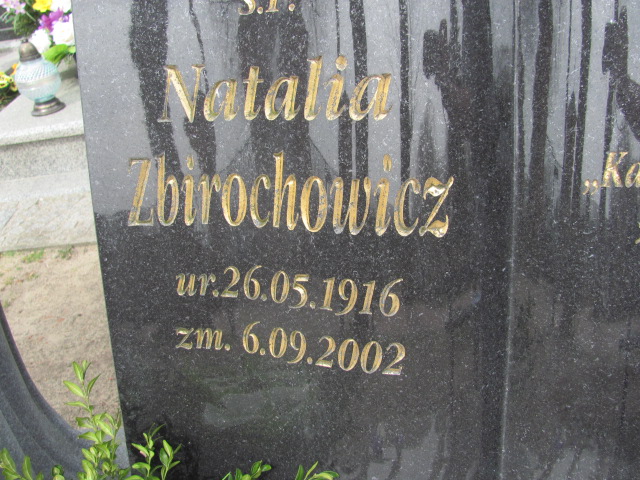 Natalia
Zbirochowicz
ur.26.05.1916
zm. 6.09.2002